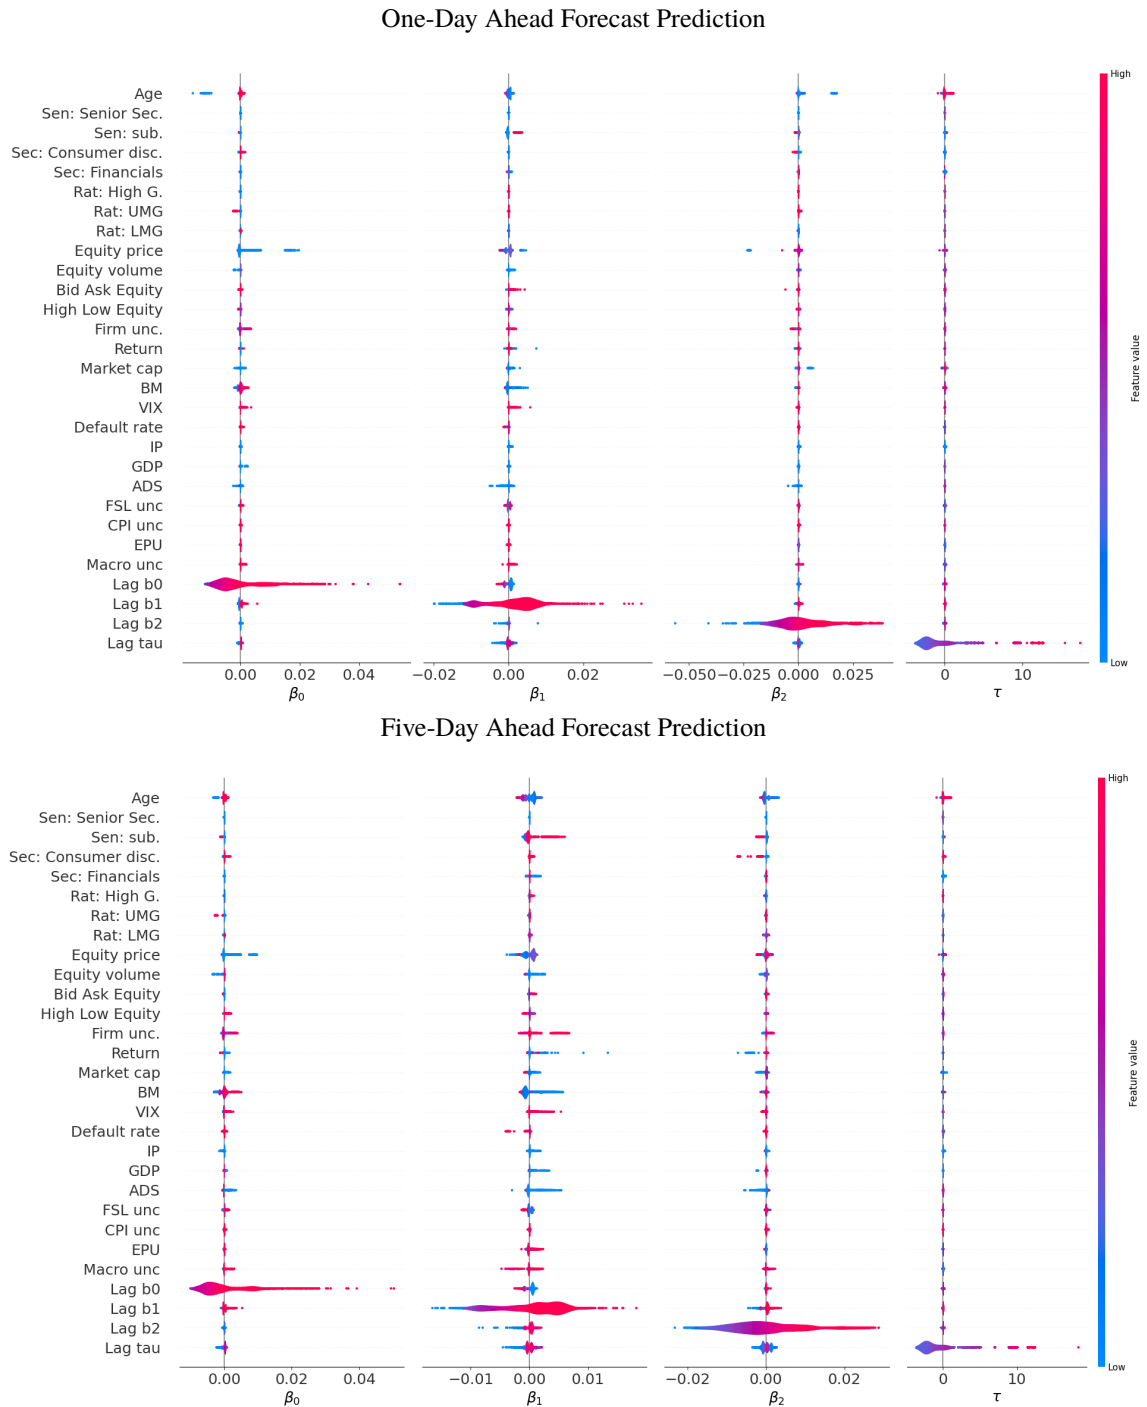 One-Day Ahead Forecast Prediction
High
Age
Sen: Senior Sec.
Sen: sub.
Sec: Consumer disc.
Sec: Financials
Rat: High G.
Rat: UMG
Rat: LMG
Equity price
Equity volume
Bid Ask Equity
High Low Equity
Firm unc.
Return
Market cap
BM
VIX
Default rate
IP
GDP
ADS
FSL unc
CPI unc
EPU
Macro unc
Lag b0
Lag b1
Lag b2
Lag tau
Feature value
Low
0.00 0.02 0.04 −0.02 0.00 0.02 −0.050 −0.025 0.000 0.025 0 10
β0 β1 β2 τ
Five-Day Ahead Forecast Prediction
High
Age
Sen: Senior Sec.
Sen: sub.
Sec: Consumer disc.
Sec: Financials
Rat: High G.
Rat: UMG
Rat: LMG
Equity price
Equity volume
Bid Ask Equity
High Low Equity
Firm unc.
Return
Market cap
BM
VIX
Default rate
IP
GDP
ADS
FSL unc
CPI unc
EPU
Macro unc
Lag b0
Lag b1
Lag b2
Lag tau
Feature value
Low
0.00 0.02 0.04 −0.01 0.00 0.01 −0.02 0.00 0.02 0 10
β0 β1 β2 τ